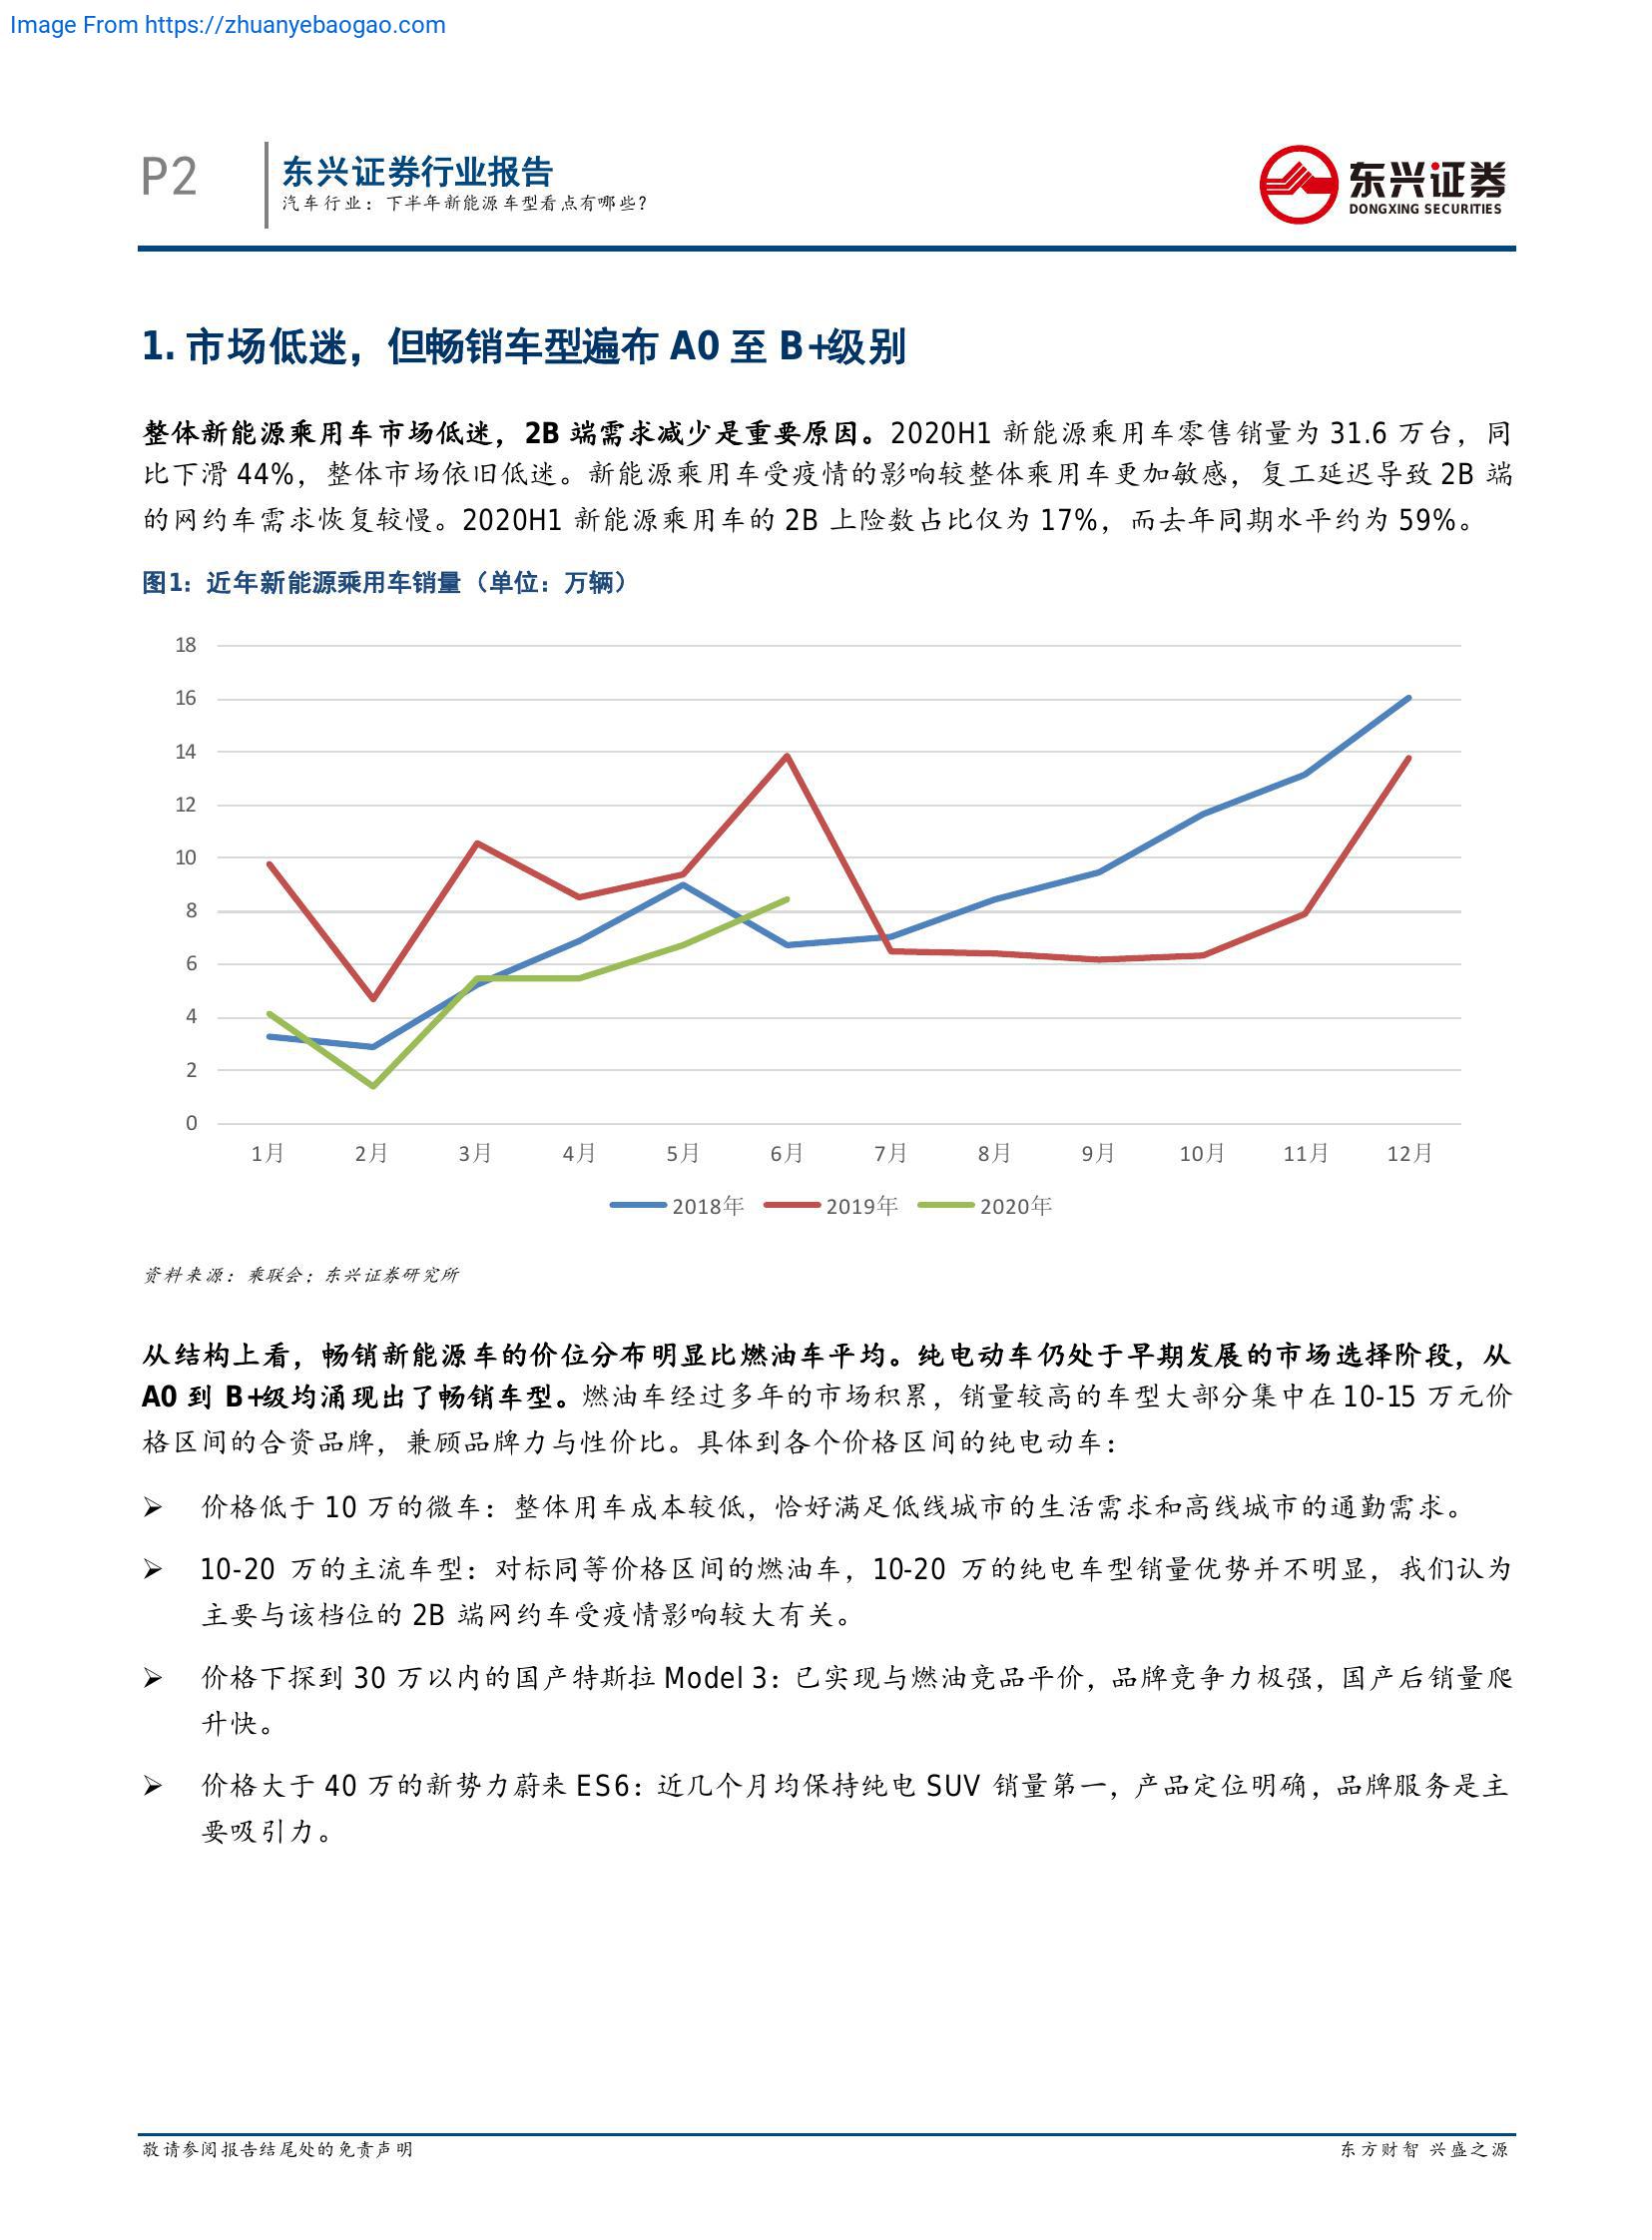 Image From https://zhuanyebaogao.com
P2
东兴证券行业报告
汽车行业：下半年新能源车型看点有哪些？
东兴证券
DONGXING SECURITIES
1. 市场低迷，但畅销车型遍布 A0 至 B+级别
整体新能源乘用车市场低迷，2B 端需求减少是重要原因。2020H1 新能源乘用车零售销量为 31.6 万台，同
比下滑 44%，整体市场依旧低迷。新能源乘用车受疫情的影响较整体乘用车更加敏感，复工延迟导致 2B 端
的网约车需求恢复较慢。2020H1 新能源乘用车的 2B 上险数占比仅为 17%，而去年同期水平约为 59%。
图1：近年新能源乘用车销量（单位：万辆）
18
16
14
12
10
8
6
4
2
0
1月 2月 3月 4月 5月 6月 7月 8月 9月 10月 11月 12月
2018年 2019年 2020年
资料来源：乘联会；东兴证券研究所
从结构上看，畅销新能源车的价位分布明显比燃油车平均。纯电动车仍处于早期发展的市场选择阶段，从
A0 到 B+级均涌现出了畅销车型。燃油车经过多年的市场积累，销量较高的车型大部分集中在 10-15 万元价
格区间的合资品牌，兼顾品牌力与性价比。具体到各个价格区间的纯电动车：
➢ 价格低于 10 万的微车：整体用车成本较低，恰好满足低线城市的生活需求和高线城市的通勤需求。
➢ 10-20 万的主流车型：对标同等价格区间的燃油车，10-20 万的纯电车型销量优势并不明显，我们认为
主要与该档位的 2B 端网约车受疫情影响较大有关。
➢ 价格下探到 30 万以内的国产特斯拉 Model 3：已实现与燃油竞品平价，品牌竞争力极强，国产后销量爬
升快。
➢ 价格大于 40 万的新势力蔚来 ES6：近几个月均保持纯电 SUV 销量第一，产品定位明确，品牌服务是主
要吸引力。
敬请参阅报告结尾处的免责声明
东方财智 兴盛之源